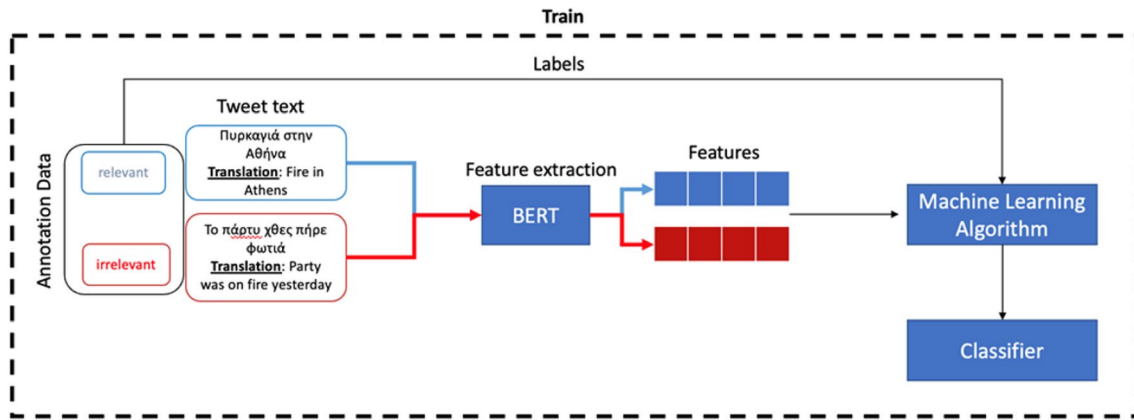 Train
Labels
Tweet text
Annotation Data
relevant
Πυρκαγιά στην
Αθήνα
Translation: Fire in
Athens
irrelevant
Το πάρτυ χθες πήρε
φωτιά
Translation: Party
was on fire yesterday
Feature extraction
BERT
Features
Machine Learning
Algorithm
Classifier